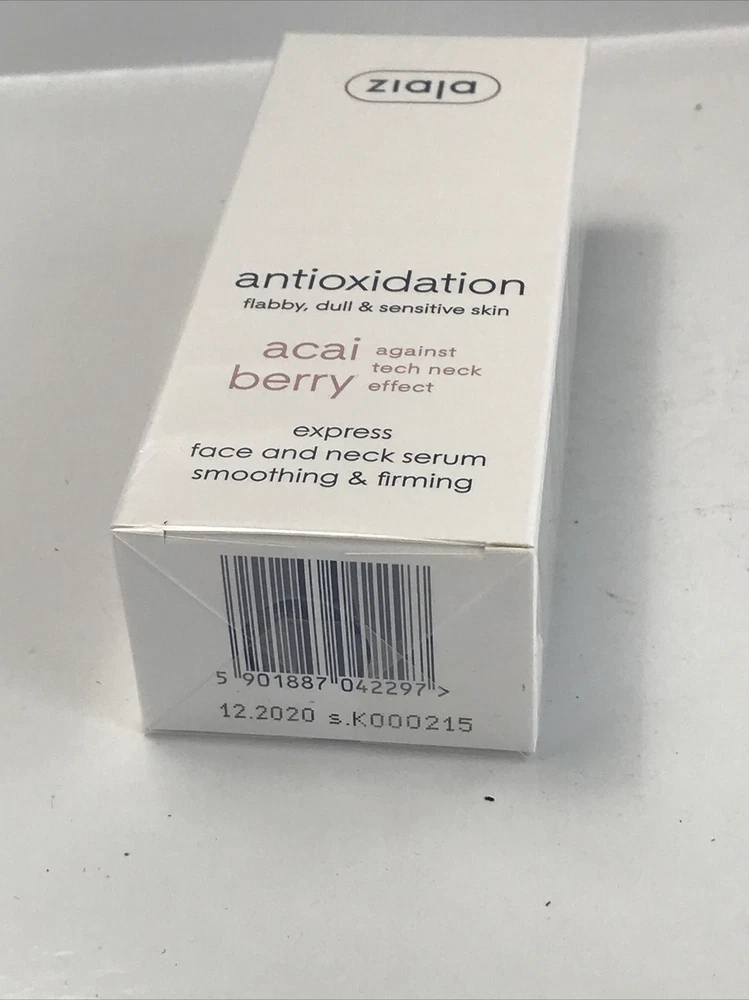 ziaja
antioxidation
flabby, dull & sensitive skin
acai berry
against
tech neck
effect
express
face and neck serum
smoothing & firming
5 901887 042297 >
12.2020 s.K000215